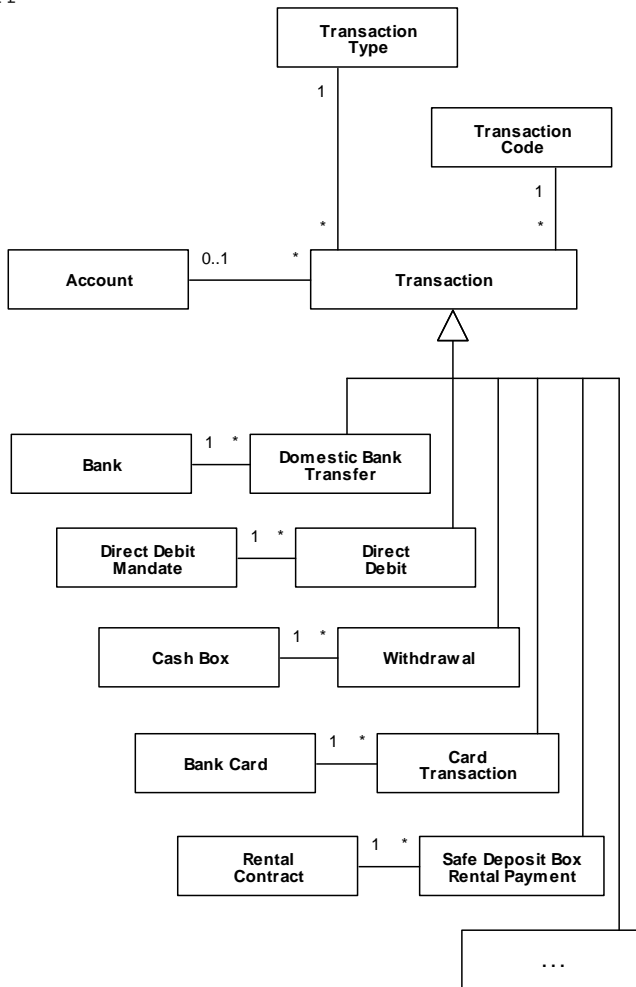 Transaction
Type
1
Transaction
Code
1
*
*
0..1
*
Account
Transaction
1
*
Bank
Domestic Bank
Transfer
1
*
Direct Debit
Mandate
Direct
Debit
1
*
Cash Box
Withdrawal
1
*
Bank Card
Card
Transaction
1
*
Rental
Contract
Safe Deposit Box
Rental Payment
...